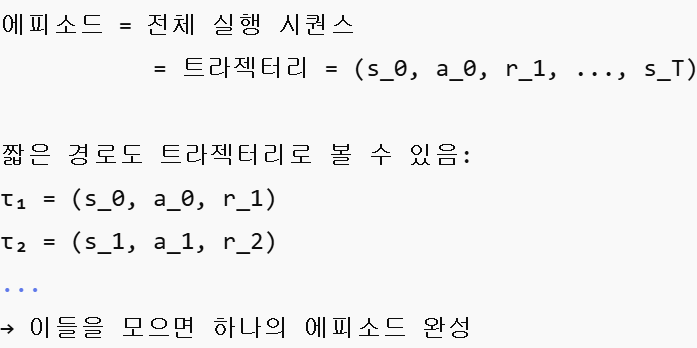 에피소드 = 전체 실행 시퀀스
= 트라젝터리 = (s_0, a_0, r_1, ..., s_T)
짧은 경로도 트라젝터리로 볼 수 있음:
τ₁ = (s_0, a_0, r_1)
τ₂ = (s_1, a_1, r_2)
...
→ 이들을 모으면 하나의 에피소드 완성